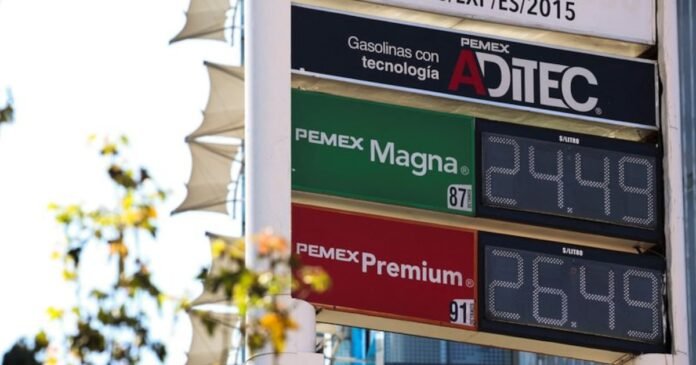 /EXP/ES/2015
Gasolinas con
tecnología
PEMEX
ADiTEC®
PEMEX Magna®
87
S/LITRO
24.49
PEMEX Premium®
91
S/LITRO
26.49